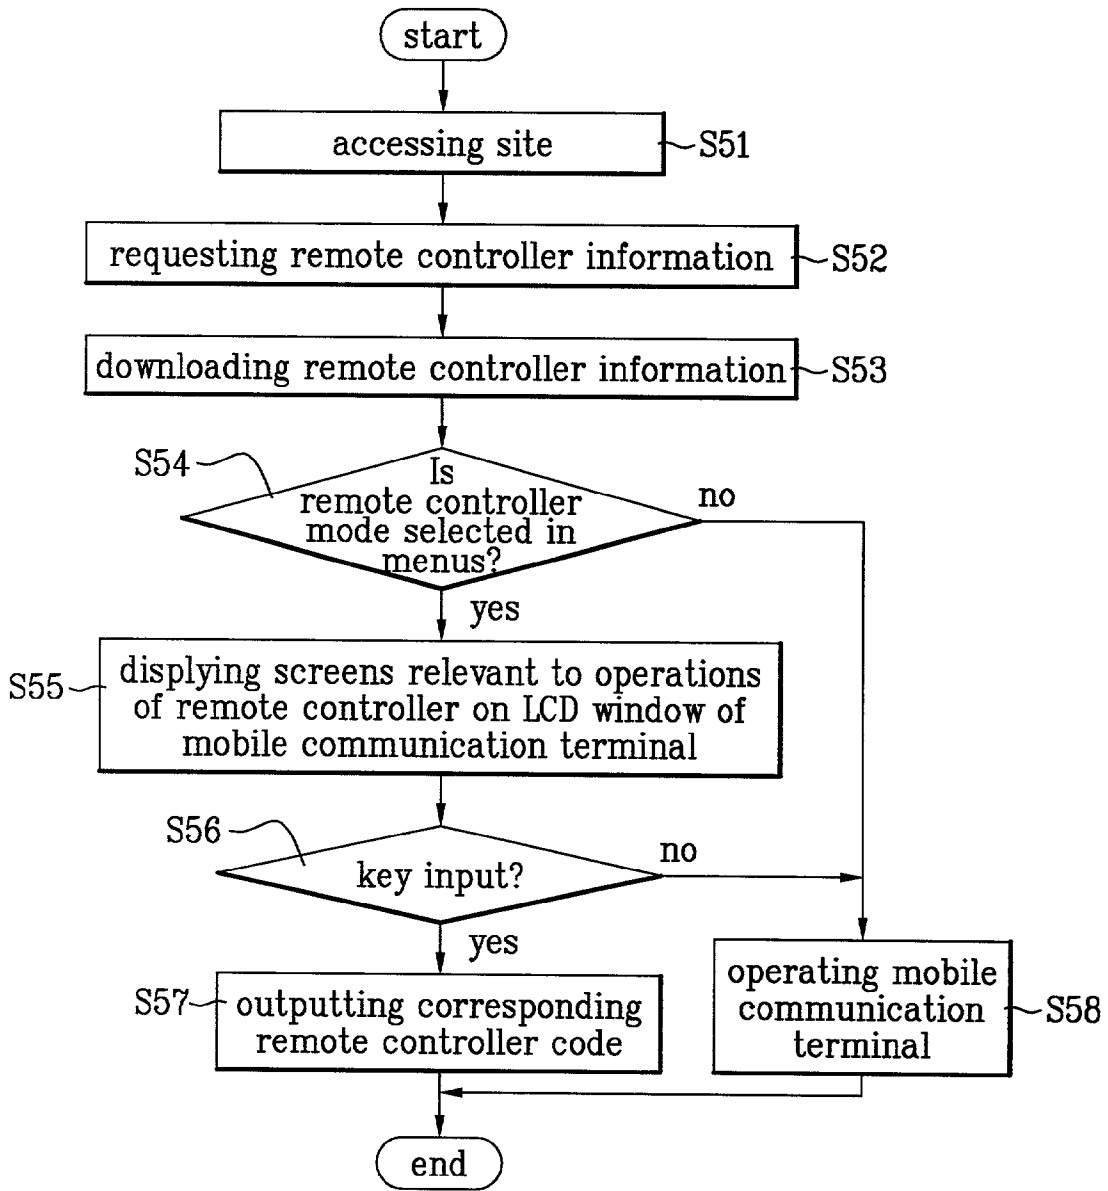 start
accessing site
S51
requesting remote controller information
S52
downloading remote controller information
S53
S54
Is
remote controller
mode selected in
menus?
no
yes
S55
displying screens relevant to operations
of remote controller on LCD window of
mobile communication terminal
S56
key input?
no
yes
S57
outputting corresponding
remote controller code
operating mobile
communication
terminal
S58
end